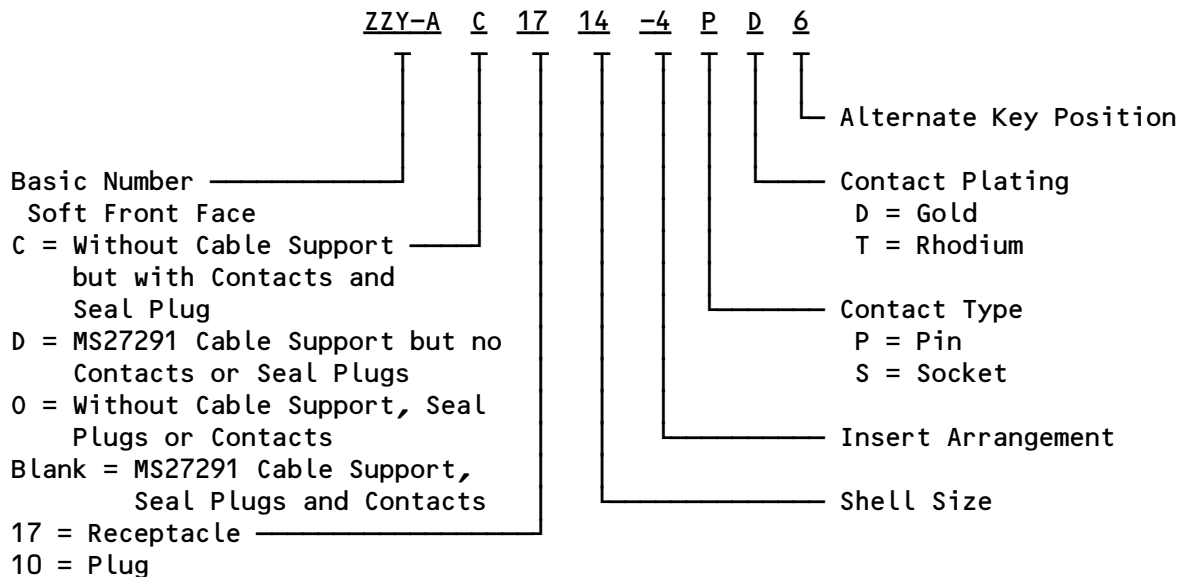 ZZY-A C 17 14 -4 P D 6
Alternate Key Position
Basic Number
Soft Front Face
C = Without Cable Support
but with Contacts and
Seal Plug
D = MS27291 Cable Support but no
Contacts or Seal Plugs
0 = Without Cable Support, Seal
Plugs or Contacts
Blank = MS27291 Cable Support,
Seal Plugs and Contacts
17 = Receptacle
10 = Plug
Contact Plating
D = Gold
T = Rhodium
Contact Type
P = Pin
S = Socket
Insert Arrangement
Shell Size